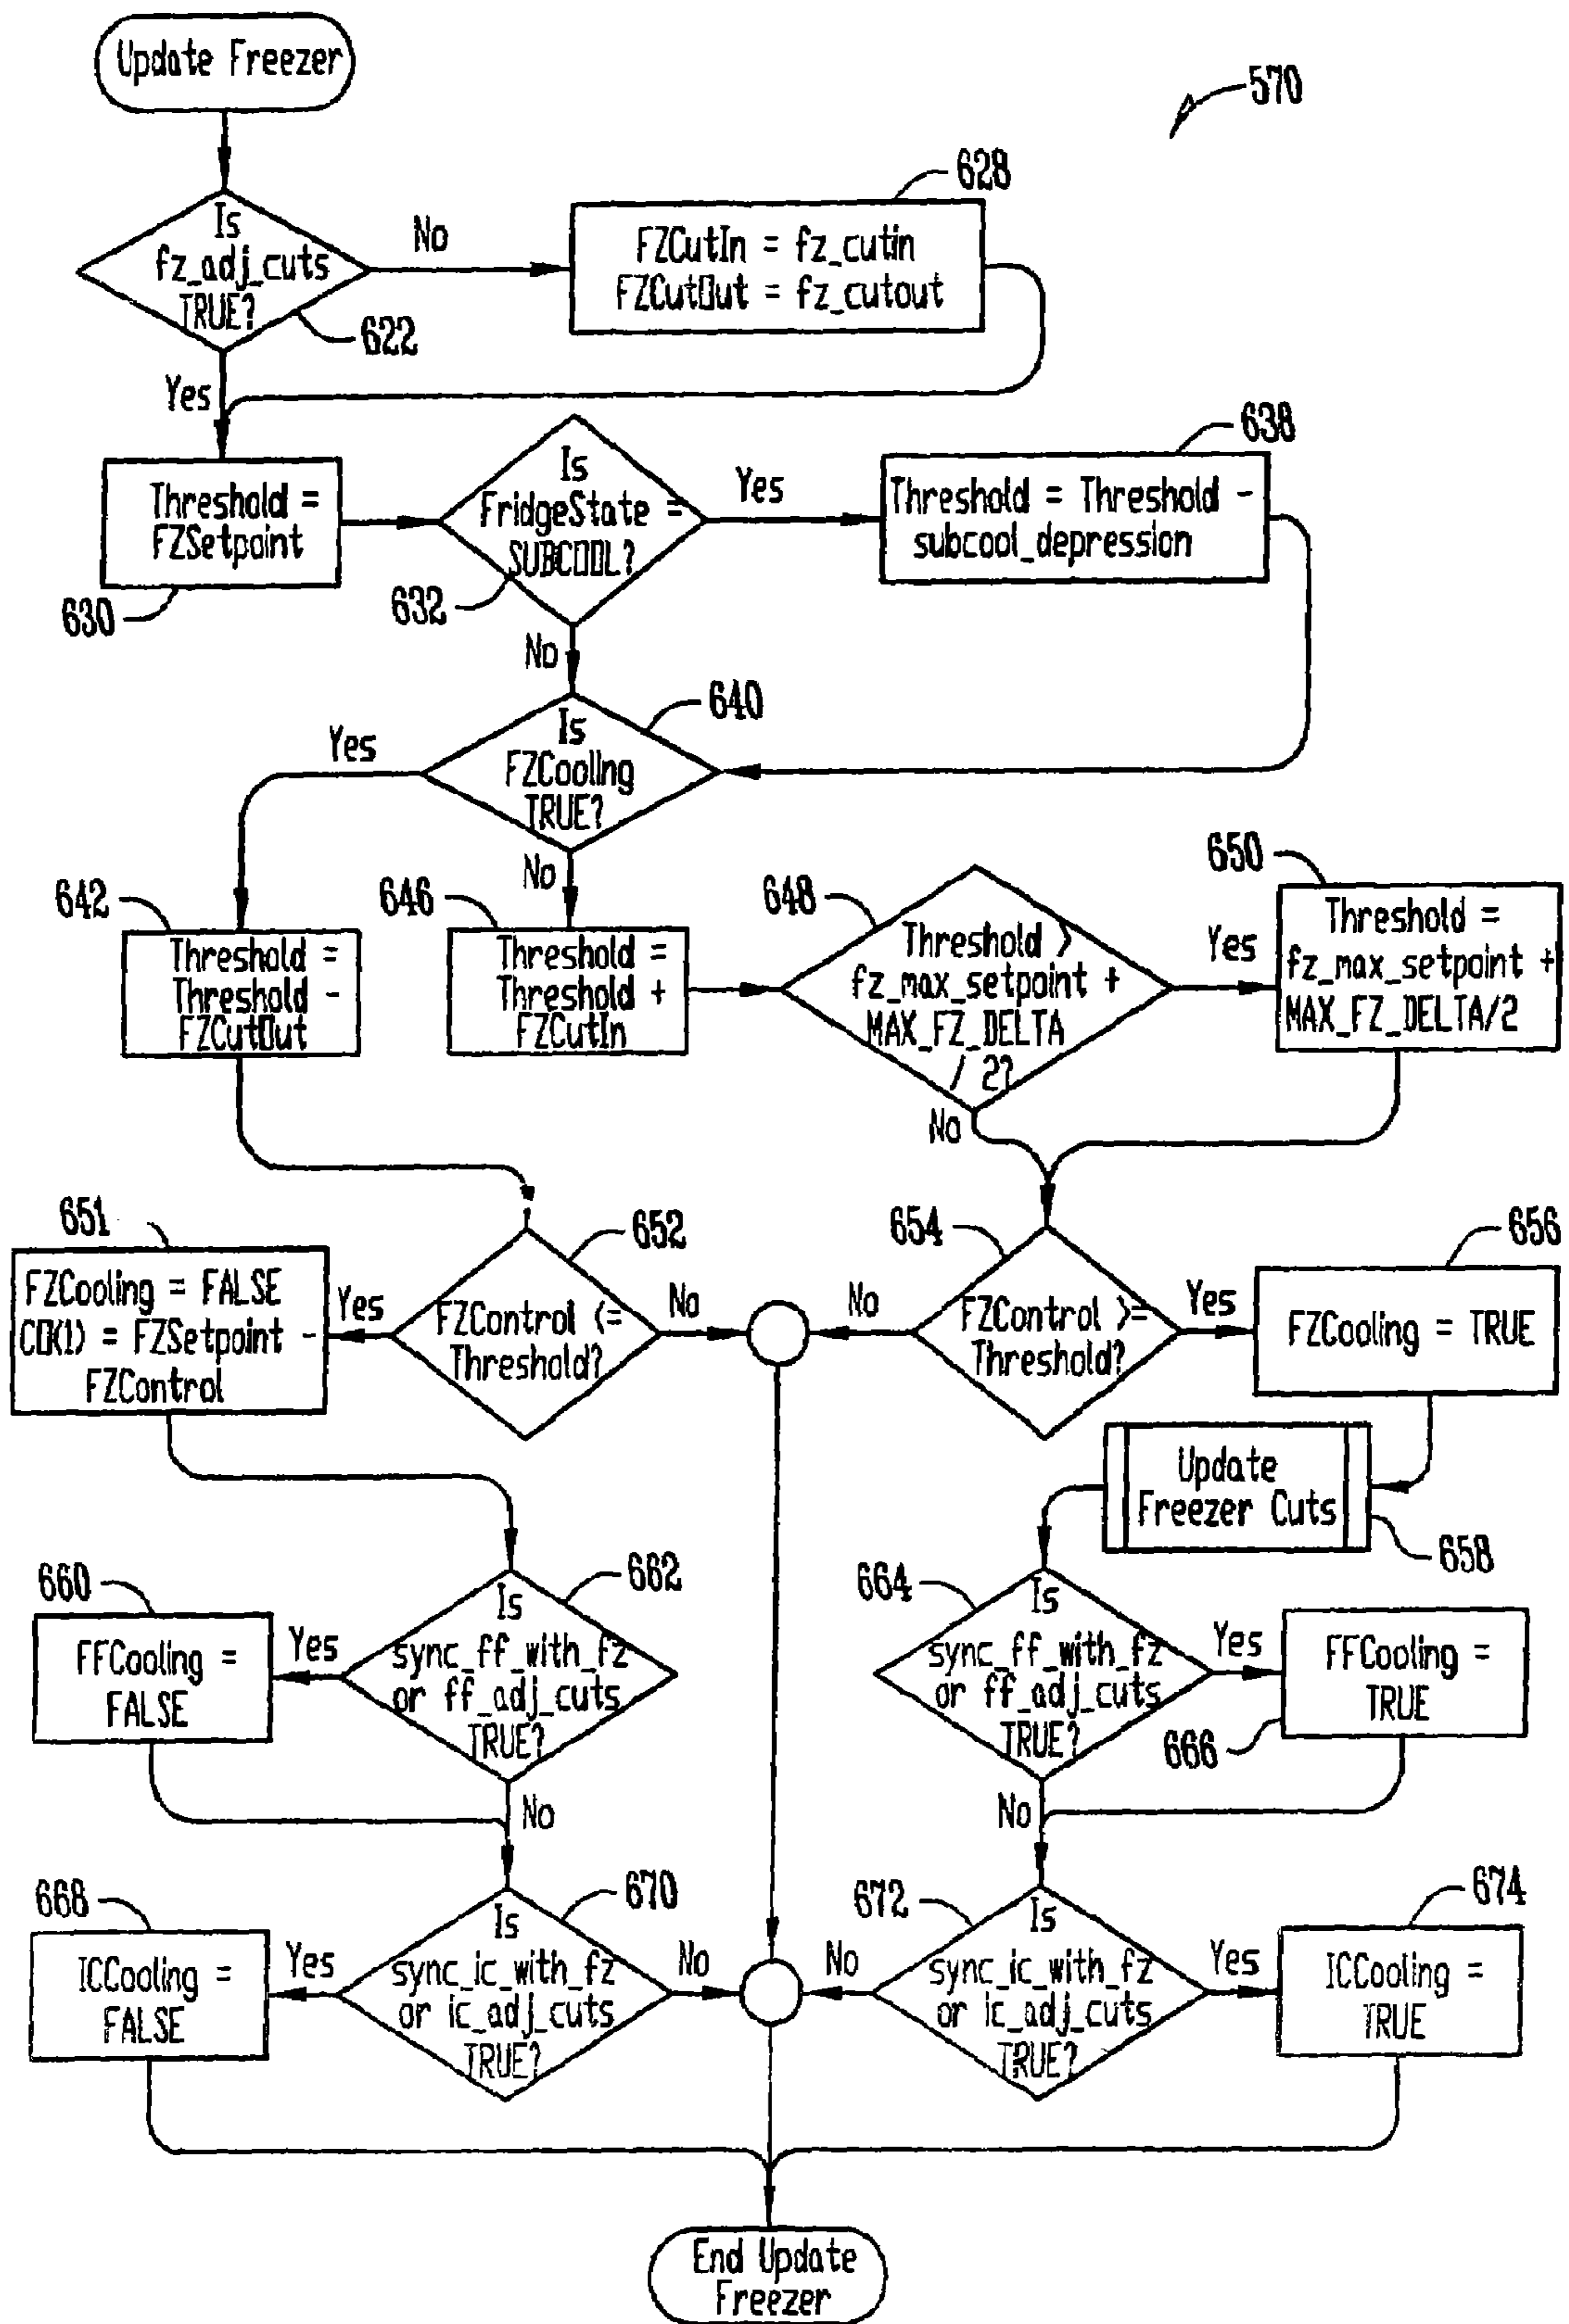 Update Freezer
570
Is
fz_adj_cuts
TRUE?
622
No
628
FZCutIn = fz_cutin
FZCutOut = fz_cutout
Yes
Threshold =
FZSetpoint
630
Is
FridgeState =
SUBCOOL?
632
Yes
638
Threshold = Threshold -
subcool_depression
No
640
Is
FZCooling
TRUE?
Yes
No
642
Threshold =
Threshold -
FZCutOut
646
Threshold =
Threshold +
FZCutIn
648
Threshold >
fz_max_setpoint +
MAX_FZ_DELTA
/ 2?
Yes
650
Threshold =
fz_max_setpoint +
MAX_FZ_DELTA/2
No
651
FZCooling = FALSE
CO(K1) = FZSetpoint -
FZControl
Yes
652
FZControl <=
Threshold?
No
654
No
FZControl >=
Threshold?
Yes
656
FZCooling = TRUE
Update
Freezer Cuts
658
660
FFCooling =
FALSE
Yes
662
Is
sync_ff_with_fz
or ff_adj_cuts
TRUE?
No
664
Is
sync_ff_with_fz
or ff_adj_cuts
TRUE?
Yes
FFCooling =
TRUE
666
No
668
ICCooling =
FALSE
Yes
670
Is
sync_ic_with_fz
or ic_adj_cuts
TRUE?
No
672
No
Is
sync_ic_with_fz
or ic_adj_cuts
TRUE?
Yes
674
ICCooling =
TRUE
End Update
Freezer